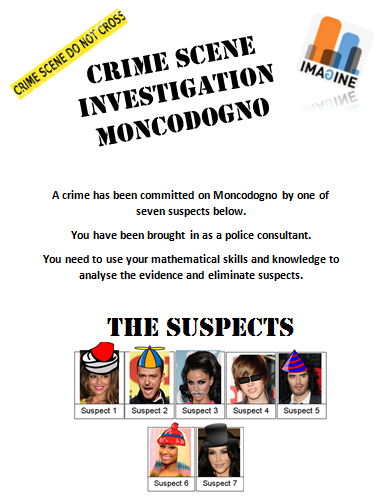 CRIME SCENE DO NOT CROSS
IMAGINE
CRIME SCENE
INVESTIGATION
MONCODOGNO
A crime has been committed on Moncodogno by one of
seven suspects below.
You have been brought in as a police consultant.
You need to use your mathematical skills and knowledge to
analyse the evidence and eliminate suspects.
THE SUSPECTS
Suspect 1
Suspect 2
Suspect 3
Suspect 4
Suspect 5
Suspect 6
Suspect 7